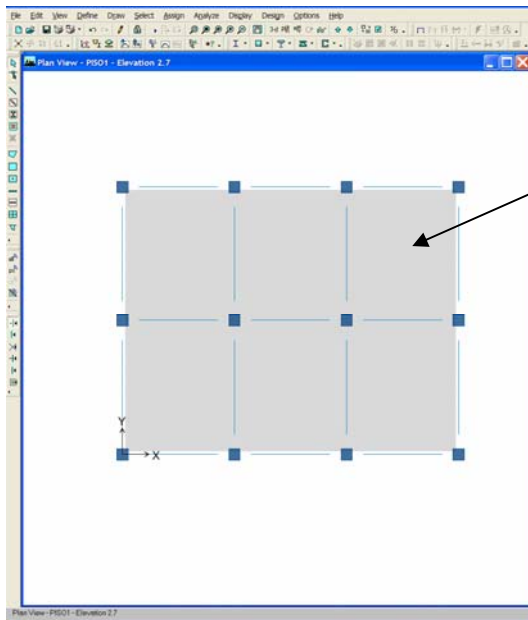 File Edit View Define Draw Select Assign Analyze Display Design Options Help
Plan View - PISO1 - Elevation 2.7
Y
X
Plan View - PISO1 - Elevation 2.7